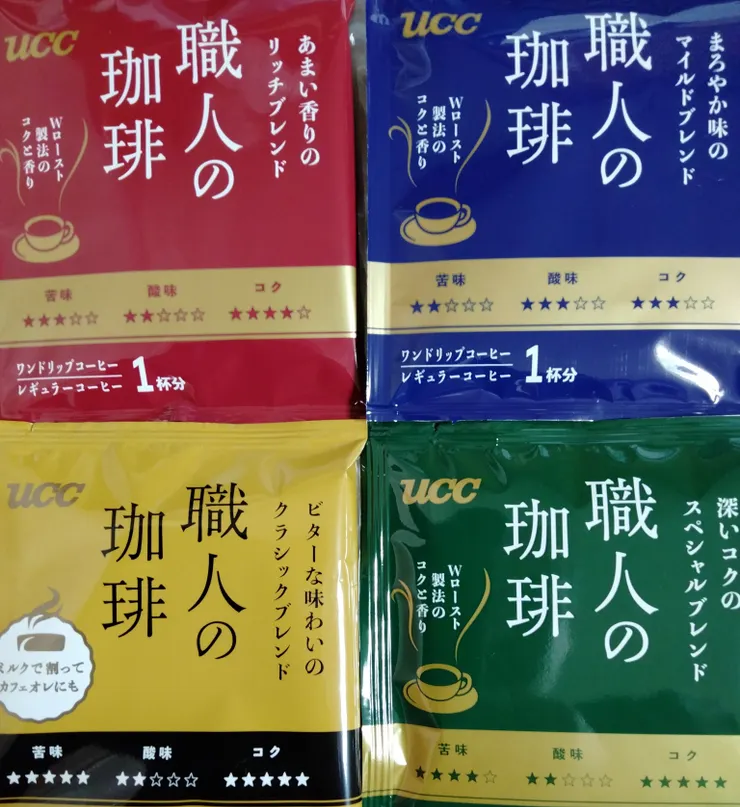 UCC
あまい香りの
リッチブレンド
職人の
珈琲
Wロースト
製法の
コクと香り
苦味 酸味 コク
★★★☆☆ ★★☆☆☆ ★★★★☆
ワンドリップコーヒー
レギュラーコーヒー
1杯分
UCC
まろやか味の
マイルドブレンド
職人の
珈琲
Wロースト
製法の
コクと香り
苦味 酸味 コク
★★☆☆☆ ★★★☆☆ ★★★☆☆
ワンドリップコーヒー
レギュラーコーヒー
1杯分
UCC
ビターな味わいの
クラシックブレンド
職人の
珈琲
ミルクで割って
カフェオレにも
苦味 酸味 コク
★★★★★ ★★☆☆☆ ★★★★★
UCC
深いコクの
スペシャルブレンド
職人の
珈琲
Wロースト
製法の
コクと香り
苦味 酸味 コク
★★★★☆ ★★☆☆☆ ★★★★★